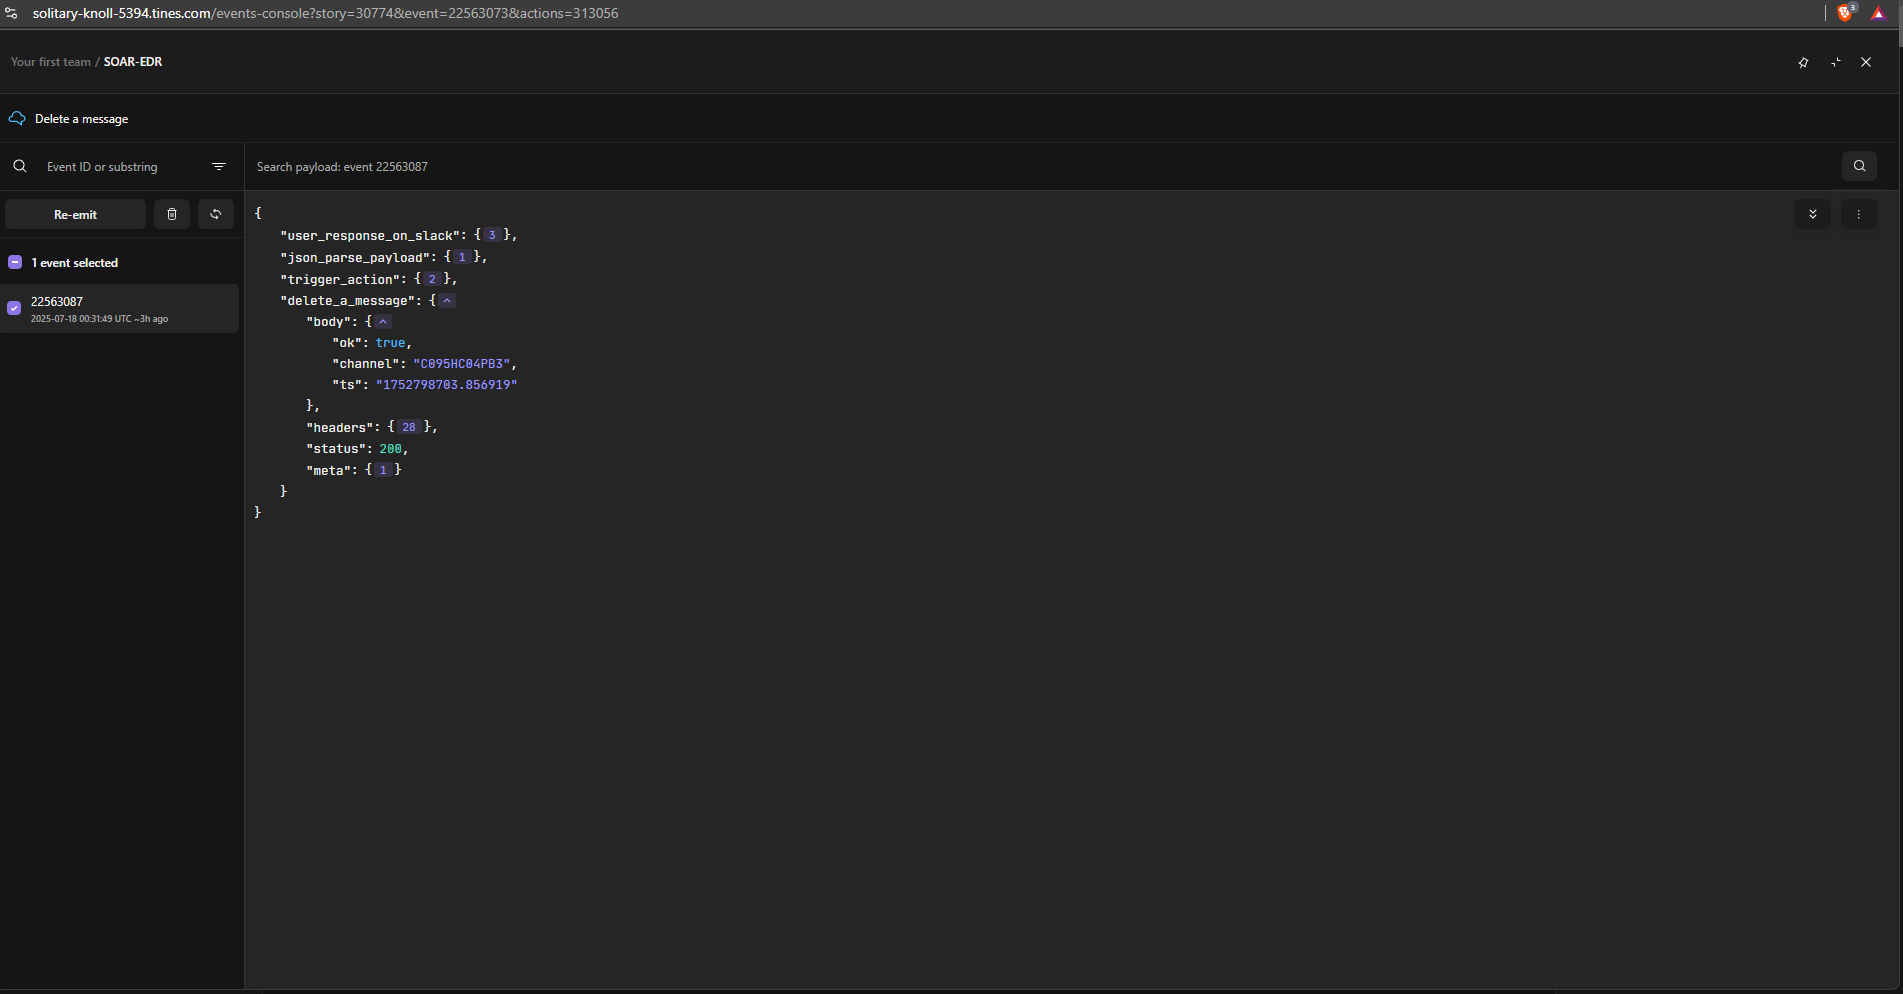 solitary-knoll-5394.tines.com/events-console?story=30774&event=22563073&actions=313056
3
Your first team / SOAR-EDR
Delete a message
Event ID or substring
Search payload: event 22563087
Re-emit
1 event selected
22563087
2025-07-18 00:31:49 UTC ~3h ago
{
"user_response_on_slack": { 3 },
"json_parse_payload": { 1 },
"trigger_action": { 2 },
"delete_a_message": {
"body": {
"ok": true,
"channel": "C095HC04PB3",
"ts": "1752798703.856919"
},
"headers": { 28 },
"status": 200,
"meta": { 1 }
}
}